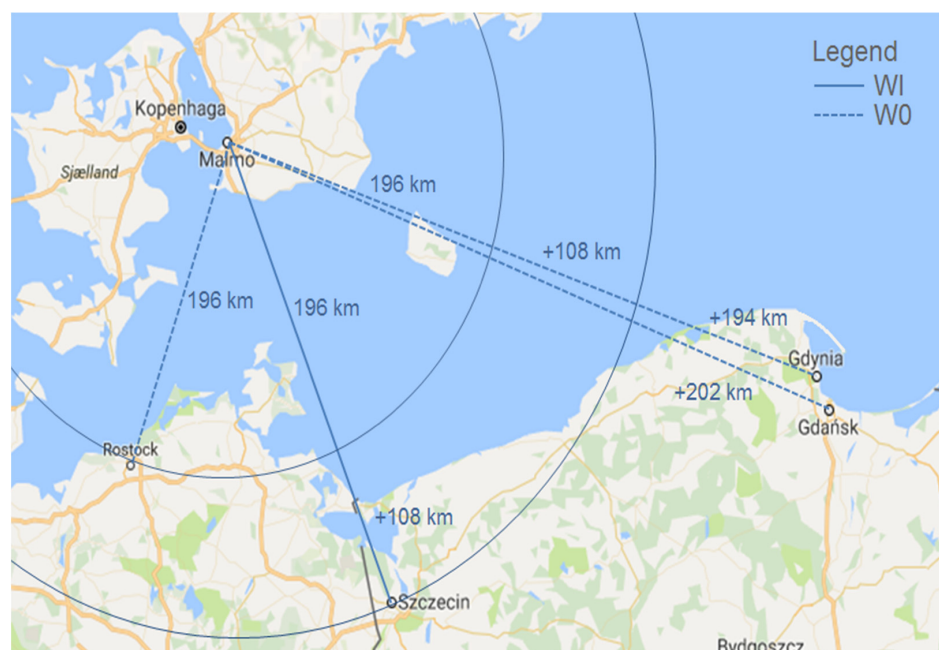 Legend
WI
W0
Kopenhaga
Malmo
Sjælland
196 km
+108 km
196 km
196 km
+194 km
Gdynia
+202 km
Gdańsk
Rostock
+108 km
Szczecin
Bydgoszcz